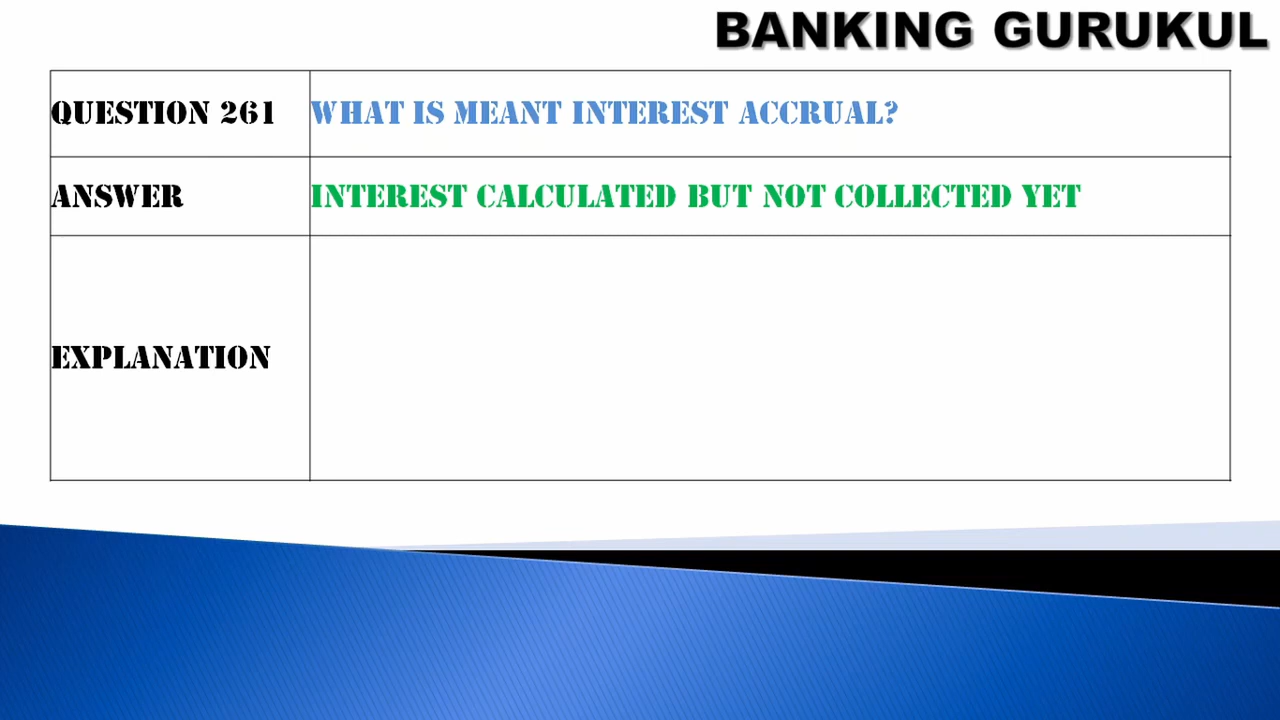 BANKING GURUKUL
QUESTION 261
WHAT IS MEANT INTEREST ACCRUAL?
ANSWER
INTEREST CALCULATED BUT NOT COLLECTED YET
EXPLANATION